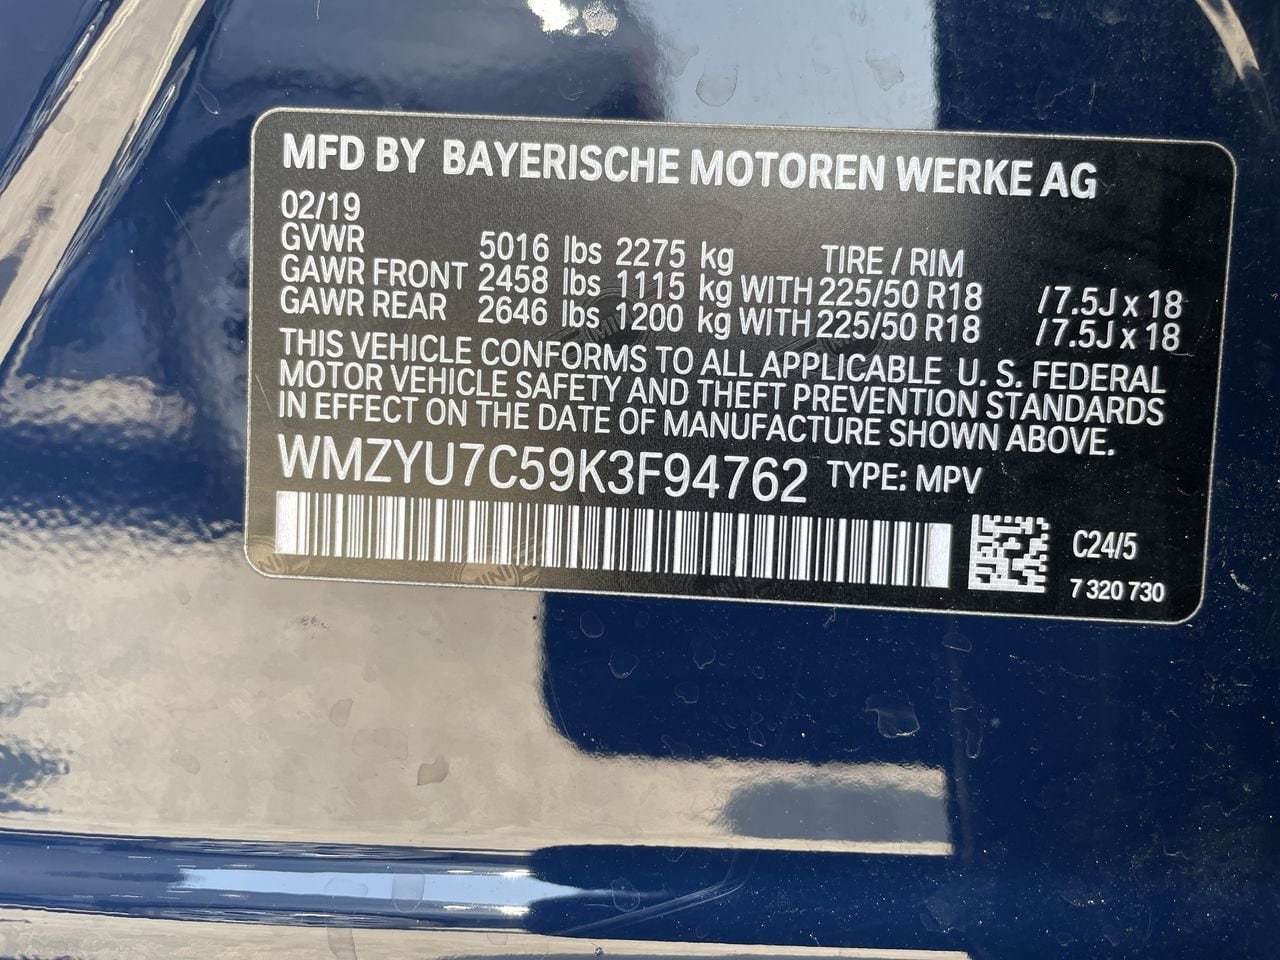 MFD BY BAYERISCHE MOTOREN WERKE AG
02/19
GVWR 5016 lbs 2275 kg TIRE / RIM
GAWR FRONT 2458 lbs 1115 kg WITH 225/50 R18 /7.5J x 18
GAWR REAR 2646 lbs 1200 kg WITH 225/50 R18 /7.5J x 18
THIS VEHICLE CONFORMS TO ALL APPLICABLE U. S. FEDERAL
MOTOR VEHICLE SAFETY AND THEFT PREVENTION STANDARDS
IN EFFECT ON THE DATE OF MANUFACTURE SHOWN ABOVE.
WMZYU7C59K3F94762 TYPE: MPV
C24/5
7 320 730
MINI
MINI